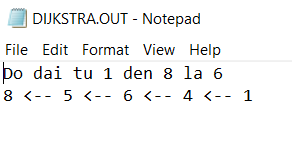 DIJKSTRA.OUT - Notepad
File Edit Format View Help
Do dai tu 1 den 8 la 6
8 <-- 5 <-- 6 <-- 4 <-- 1